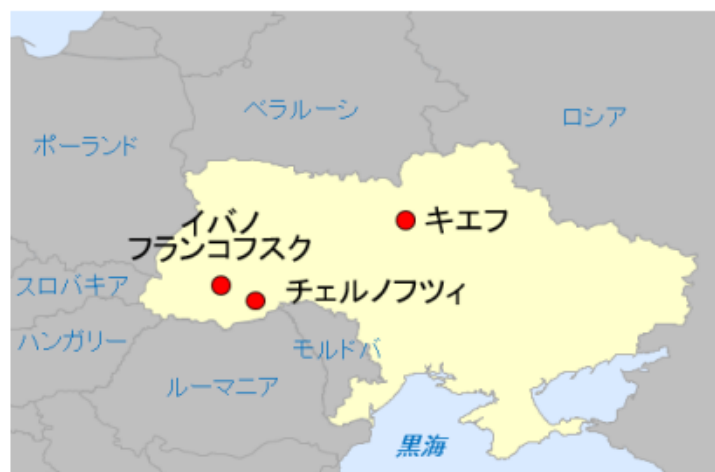 ベラルーシ
ロシア
ポーランド
イバノ
フランコフスク
キエフ
スロバキア
チェルノフツィ
ハンガリー
モルドバ
ルーマニア
黒海